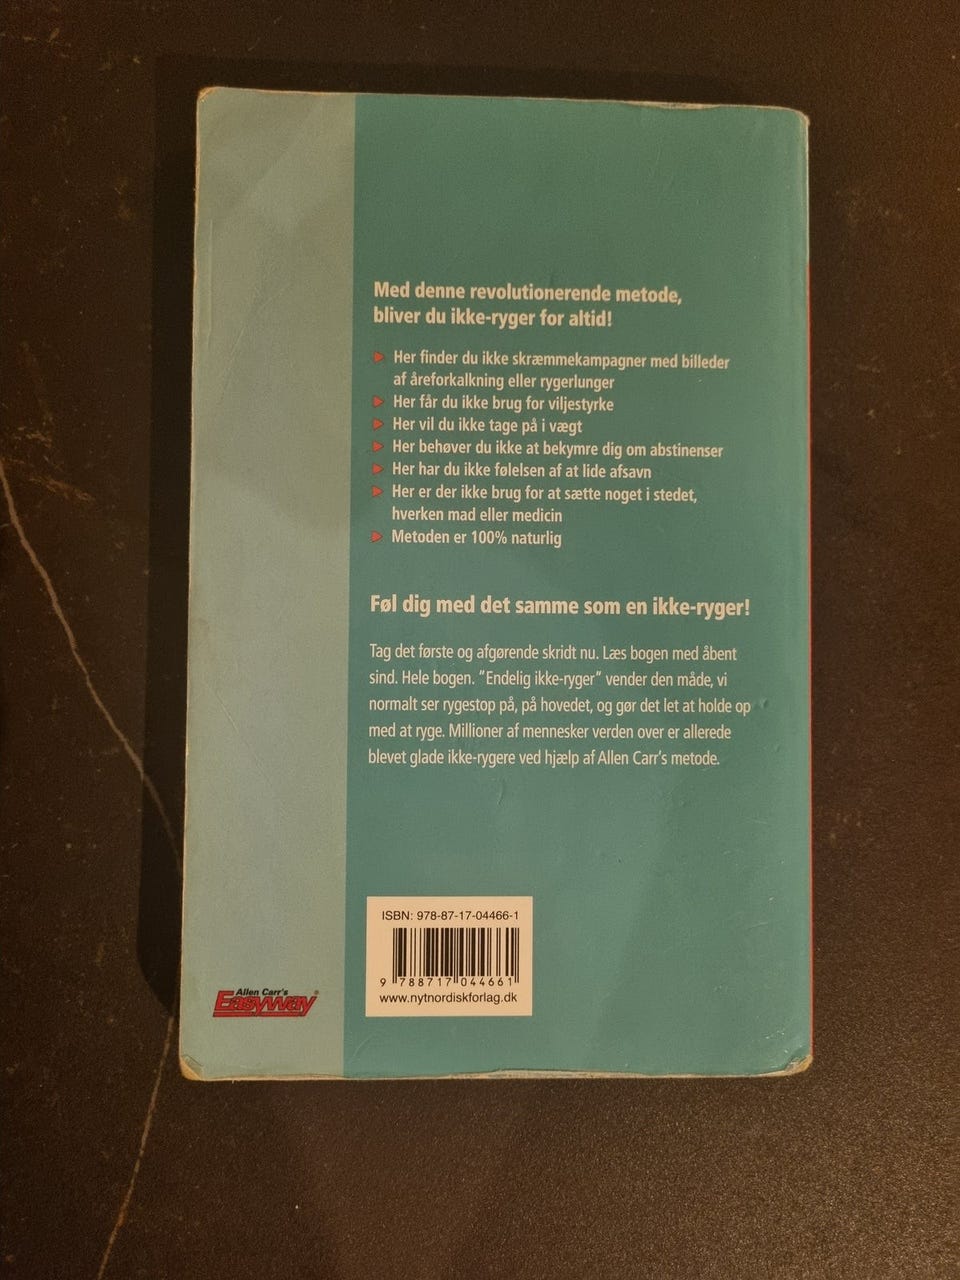 Med denne revolutionerende metode,
bliver du ikke-ryger for altid!
Her finder du ikke skræmmekampagner med billeder
af åreforkalkning eller rygerlunger
Her får du ikke brug for viljestyrke
Her vil du ikke tage på i vægt
Her behøver du ikke at bekymre dig om abstinenser
Her har du ikke følelsen af at lide afsavn
Her er der ikke brug for at sætte noget i stedet,
hverken mad eller medicin
Metoden er 100% naturlig
Føl dig med det samme som en ikke-ryger!
Tag det første og afgørende skridt nu. Læs bogen med åbent
sind. Hele bogen. ”Endelig ikke-ryger” vender den måde, vi
normalt ser rygestop på, på hovedet, og gør det let at holde op
med at ryge. Millioner af mennesker verden over er allerede
blevet glade ikke-rygere ved hjælp af Allen Carr’s metode.
ISBN: 978-87-17-04466-1
9 788717 044661
www.nytnordiskforlag.dk
Allen Carr's
Easyway